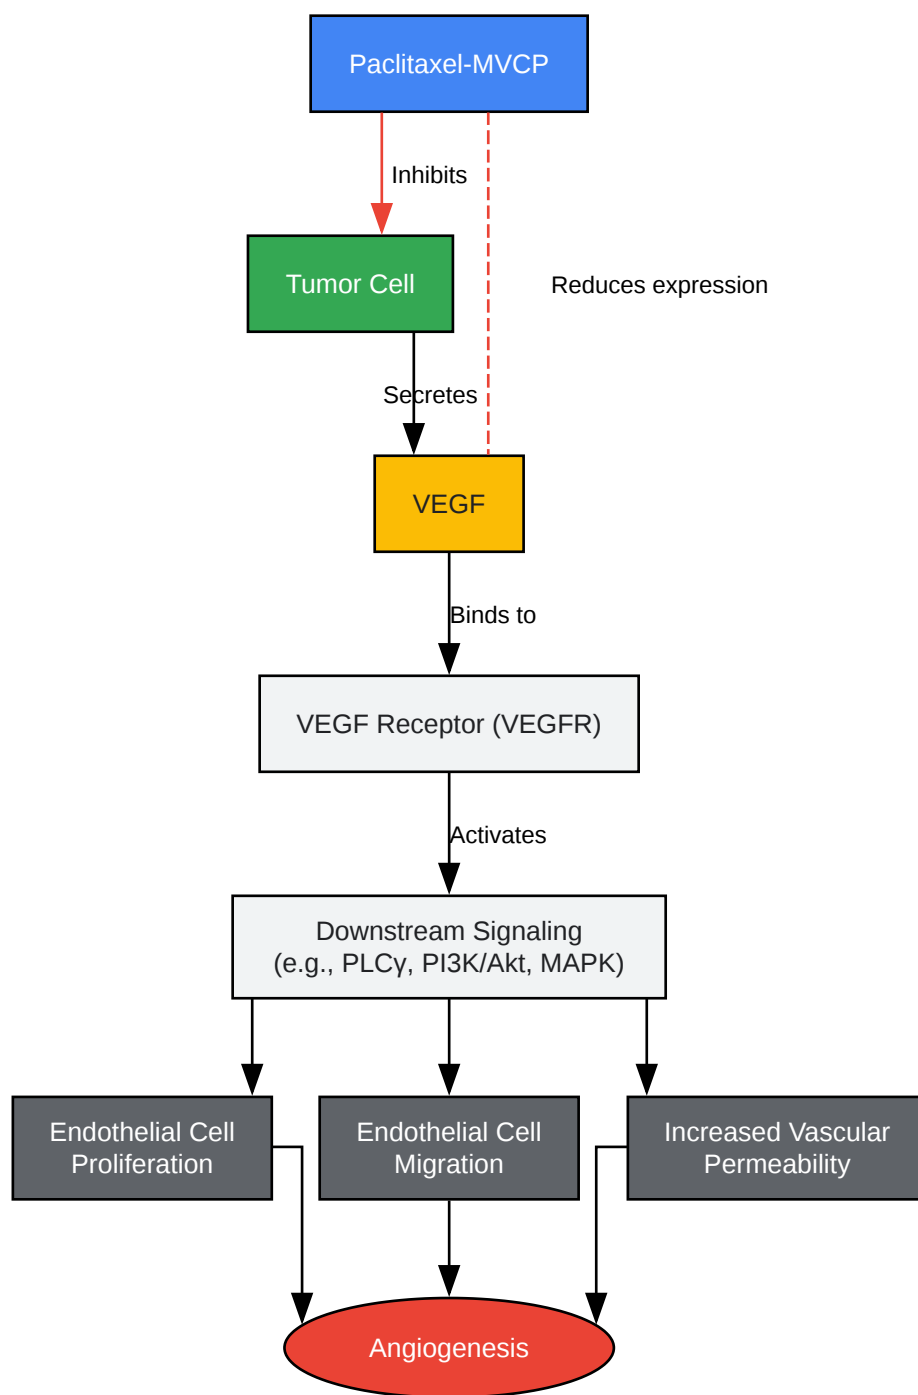 Paclitaxel-MVCP
Inhibits
Tumor Cell
Reduces expression
Secretes
VEGF
Binds to
VEGF Receptor (VEGFR)
Activates
Downstream Signaling
(e.g., PLCγ, PI3K/Akt, MAPK)
Endothelial Cell
Proliferation
Endothelial Cell
Migration
Increased Vascular
Permeability
Angiogenesis